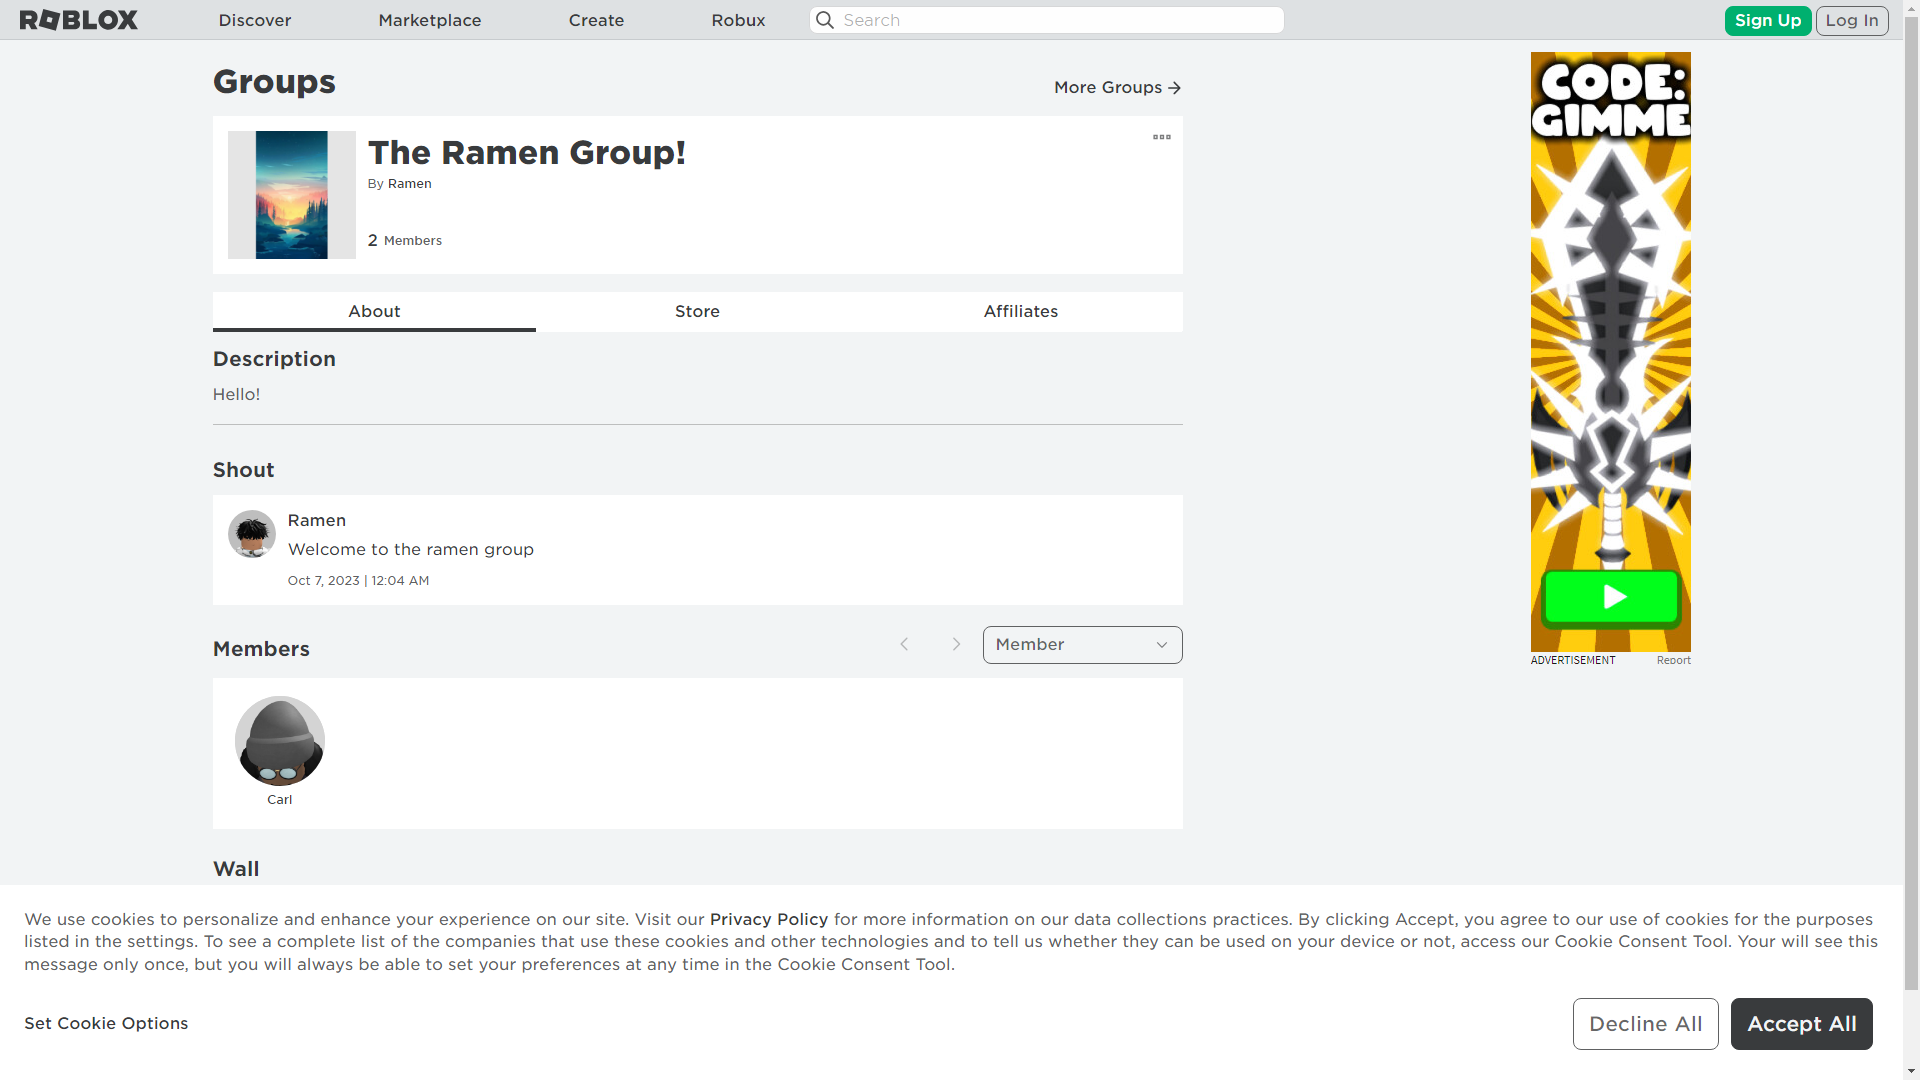 ROBLOX
Discover
Marketplace
Create
Robux
Search
Sign Up
Log In
Groups
More Groups
The Ramen Group!
By Ramen
2 Members
About
Store
Affiliates
Description
Hello!
Shout
Ramen
Welcome to the ramen group
Oct 7, 2023 | 12:04 AM
Members
Member
Carl
Wall
CODE:
GIMME
ADVERTISEMENT
Report
We use cookies to personalize and enhance your experience on our site. Visit our Privacy Policy for more information on our data collections practices. By clicking Accept, you agree to our use of cookies for the purposes
listed in the settings. To see a complete list of the companies that use these cookies and other technologies and to tell us whether they can be used on your device or not, access our Cookie Consent Tool. Your will see this
message only once, but you will always be able to set your preferences at any time in the Cookie Consent Tool.
Set Cookie Options
Decline All
Accept All